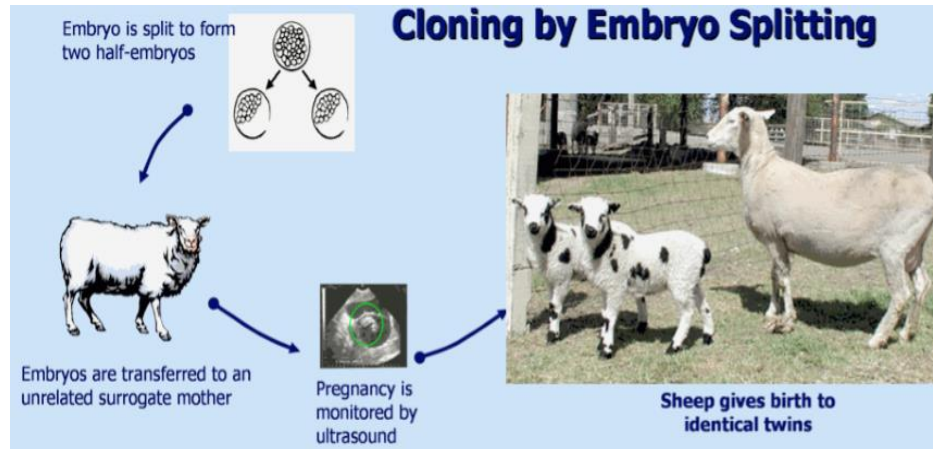 Cloning by Embryo Splitting
Embryo is split to form
two half-embryos
Embryos are transferred to an
unrelated surrogate mother
Pregnancy is
monitored by
ultrasound
Sheep gives birth to
identical twins